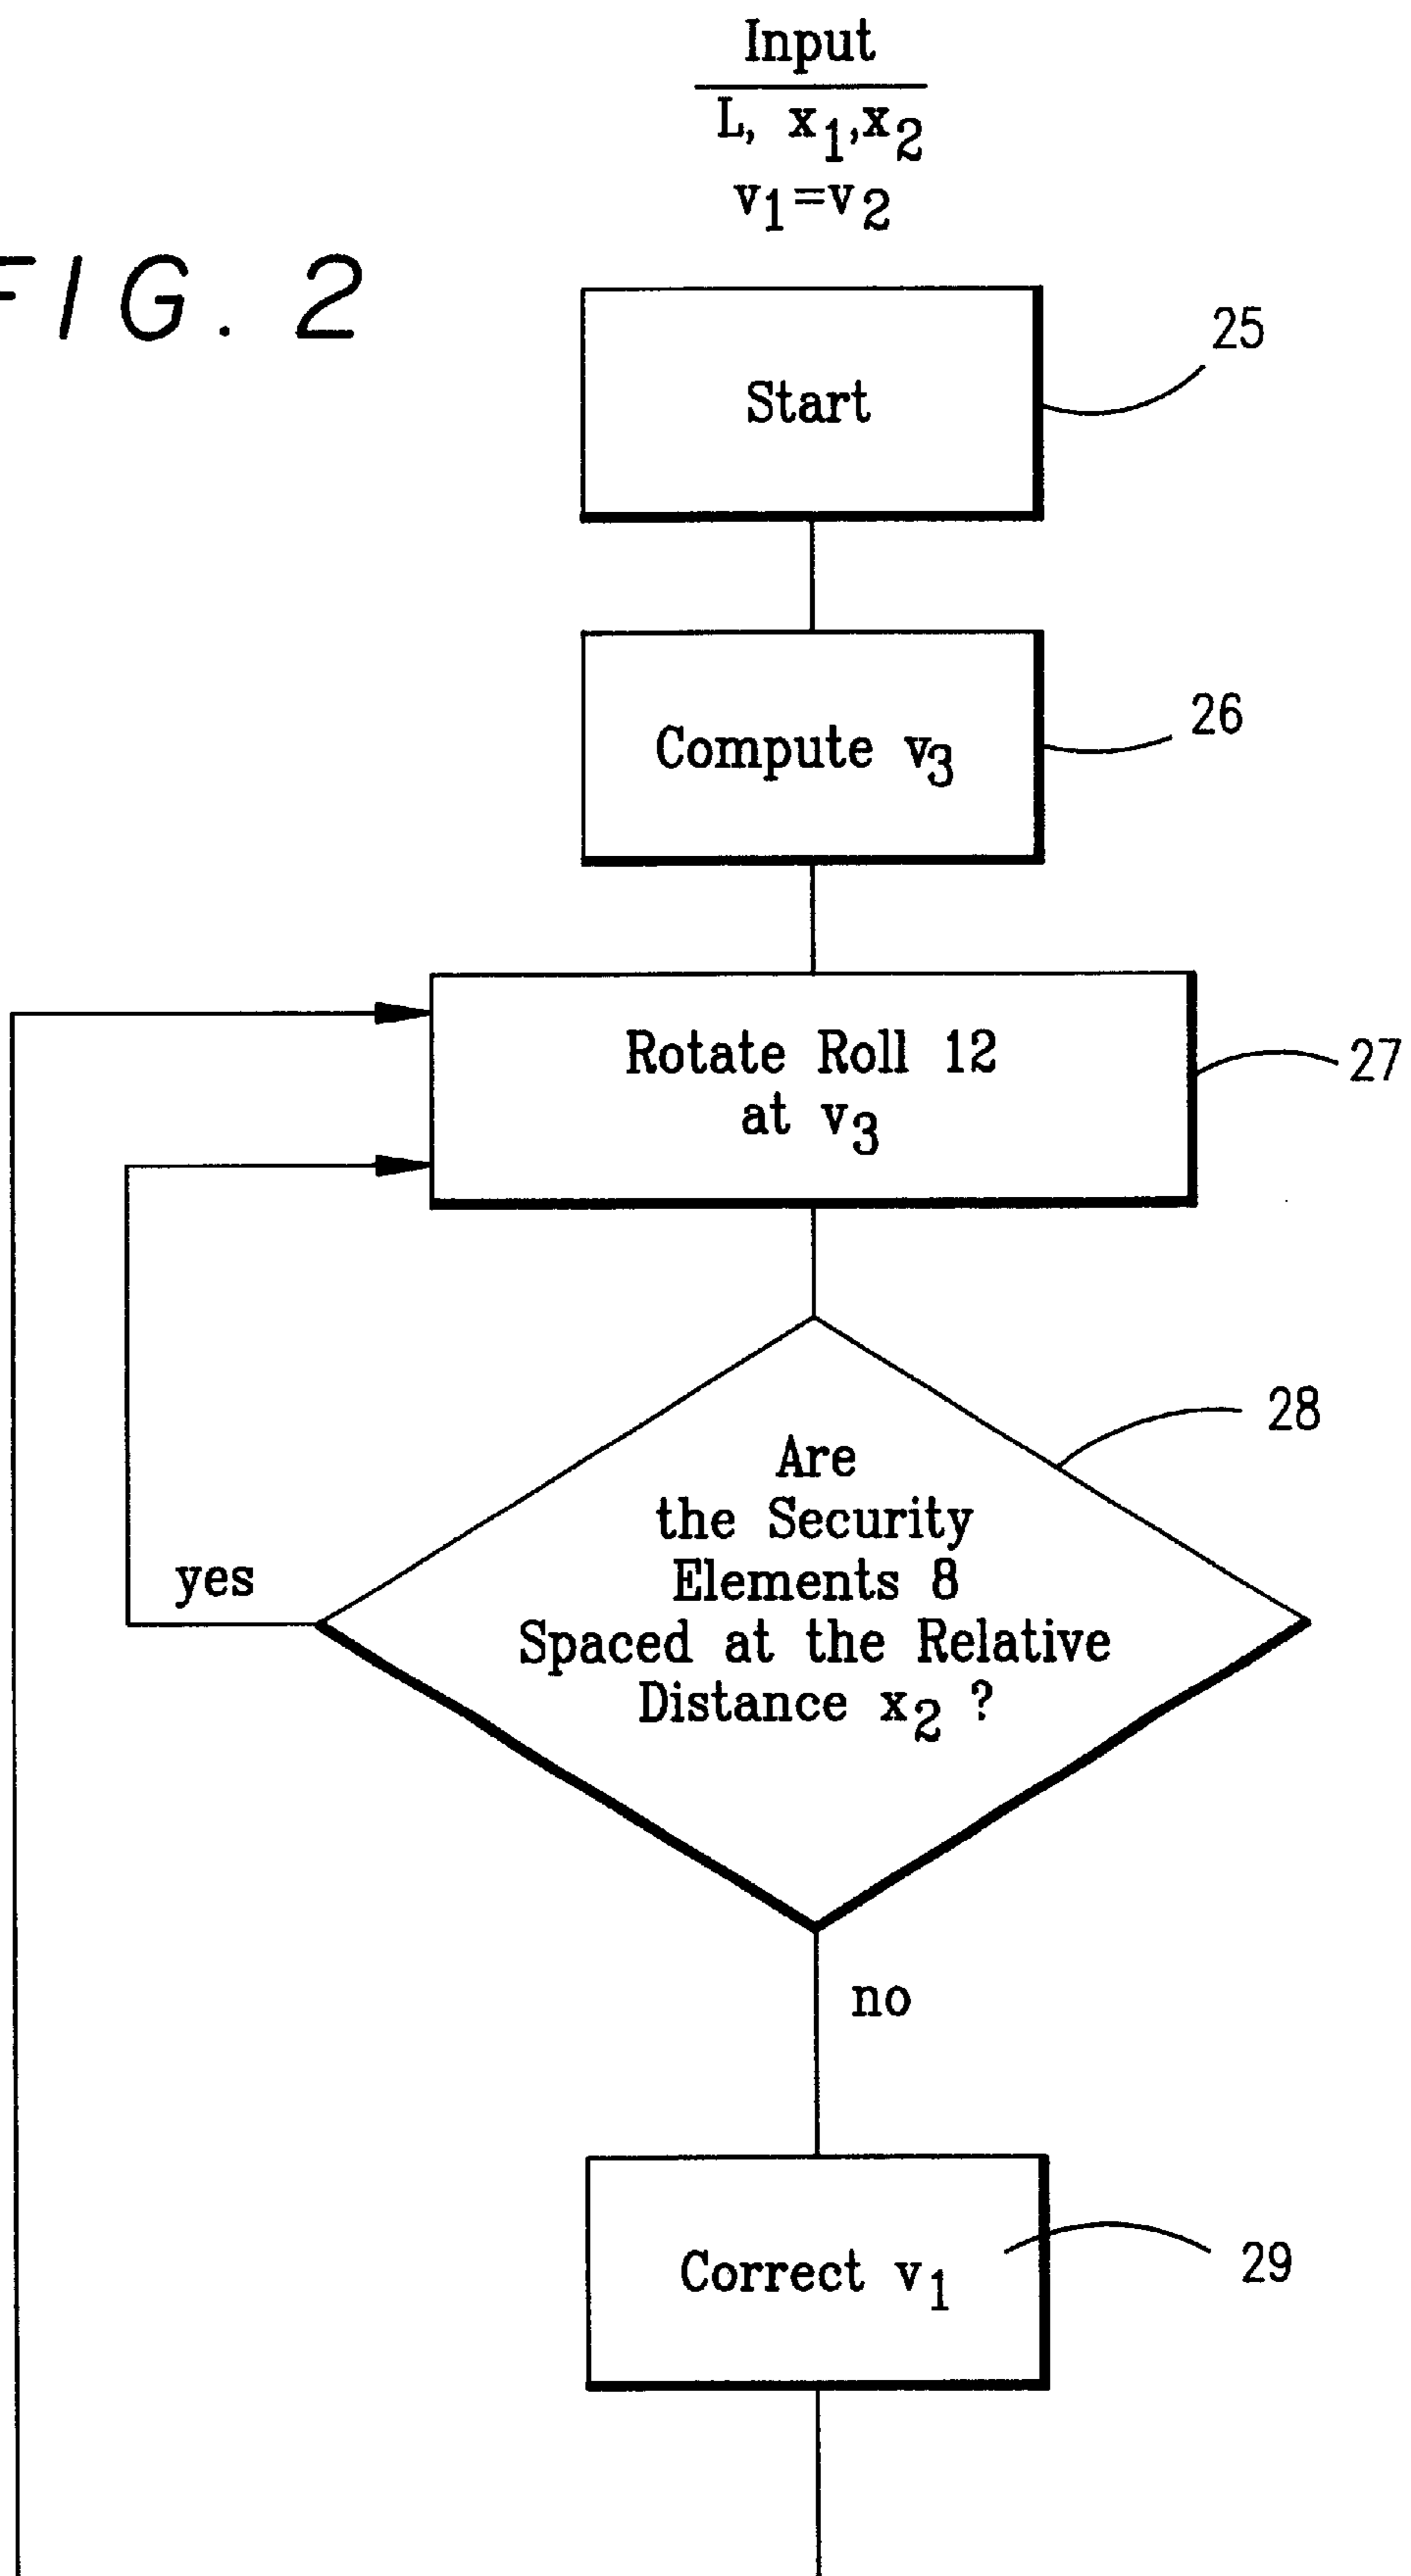 Input
L, x1,x2
v1=v2
FIG. 2
Start
25
Compute v3
26
Rotate Roll 12
at v3
27
Are
the Security
Elements 8
Spaced at the Relative
Distance x2 ?
28
yes
no
Correct v1
29